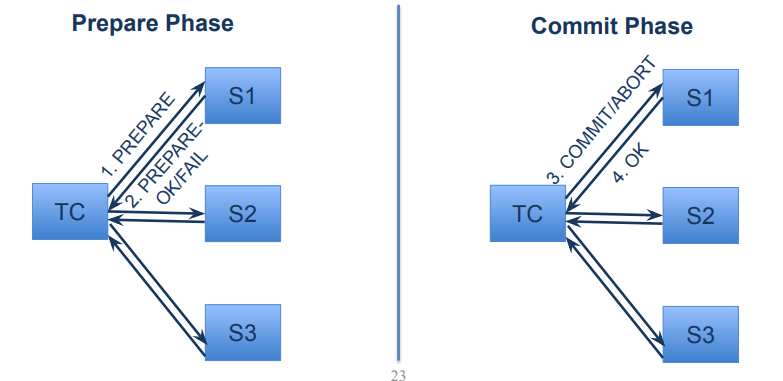 Prepare Phase
S1
1. PREPARE
2. PREPARE-
OK/FAIL
TC
S2
S3
Commit Phase
S1
3. COMMIT/ABORT
4. OK
TC
S2
S3
23